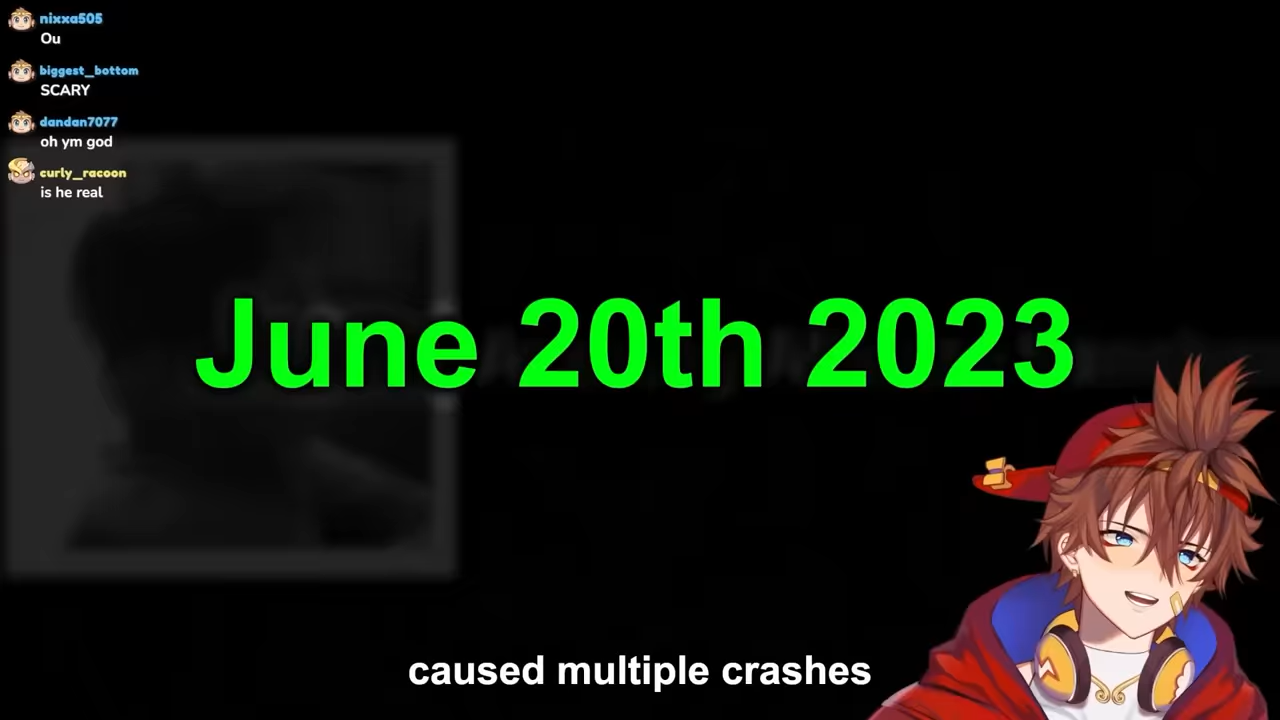 nixxa505
Ou
biggest_bottom
SCARY
dandan7077
oh ym god
curly_racoon
is he real
June 20th 2023
caused multiple crashes